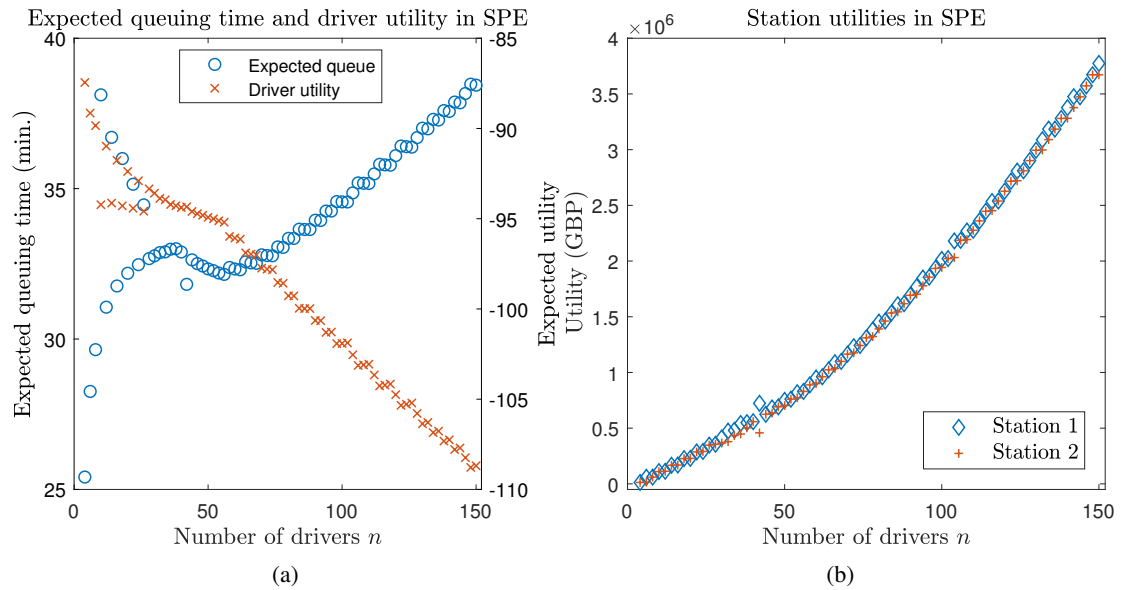 Expected queuing time and driver utility in SPE
40
35
30
25
-85
-90
-95
-100
-105
-110
0
50
100
150
Expected queuing time (min.)
Expected utility
Number of drivers n
Expected queue
Driver utility
(a)
Station utilities in SPE
×10⁶
4
3.5
3
2.5
2
1.5
1
0.5
0
0
50
100
150
Utility (GBP)
Number of drivers n
Station 1
Station 2
(b)